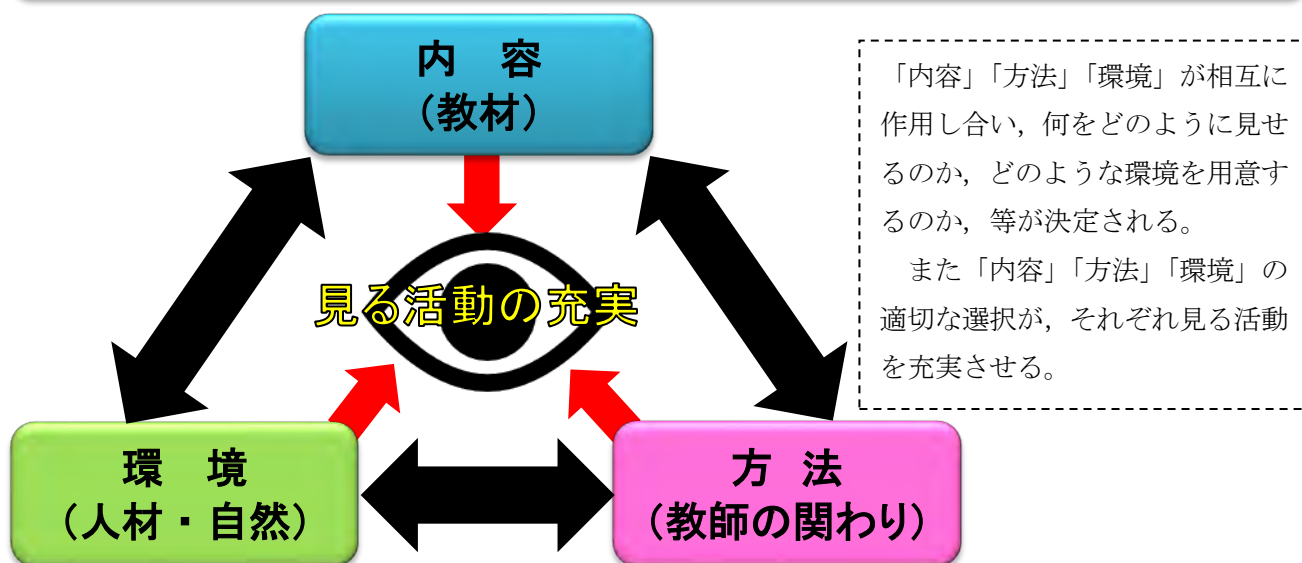 内　容
（教材）
「内容」「方法」「環境」が相互に
作用し合い，何をどのように見せ
るのか，どのような環境を用意す
るのか，等が決定される。
　また「内容」「方法」「環境」の
適切な選択が，それぞれ見る活動
を充実させる。
見る活動の充実
環　境
（人材・自然）
方　法
（教師の関わり）